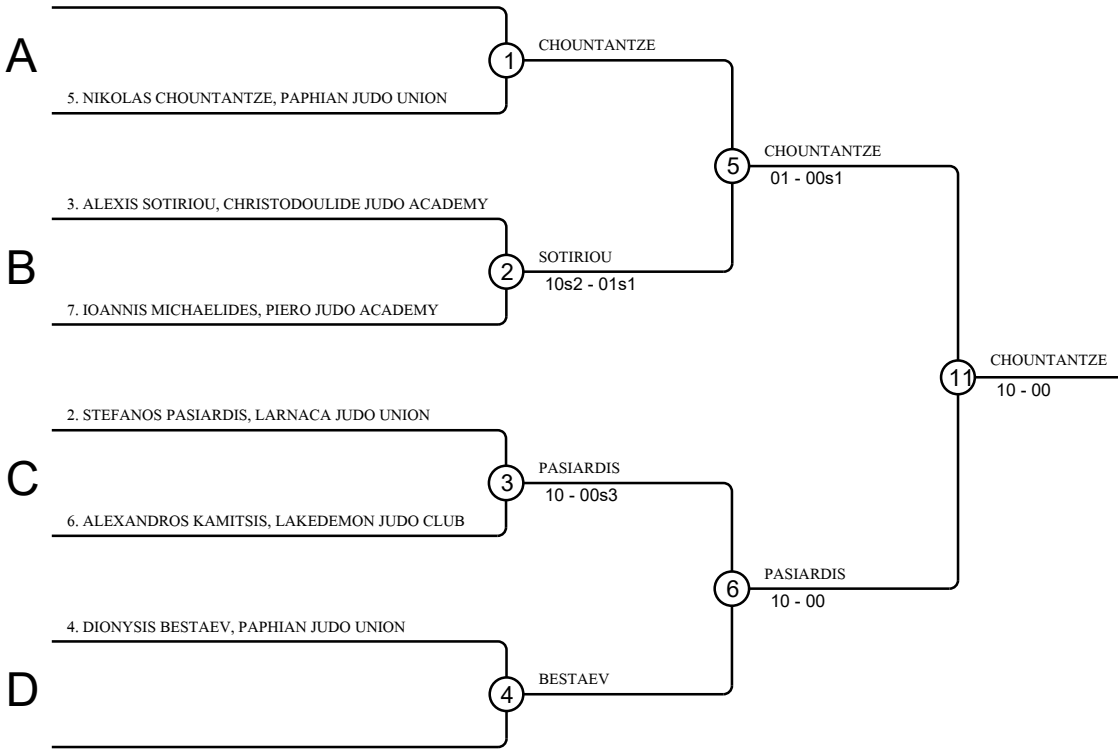 A
1
CHOUNTANTZE
5. NIKOLAS CHOUNTANTZE, PAPHIAN JUDO UNION
5
CHOUNTANTZE
01 - 00s1
3. ALEXIS SOTIRIOU, CHRISTODOULIDE JUDO ACADEMY
B
2
SOTIRIOU
10s2 - 01s1
7. IOANNIS MICHAELIDES, PIERO JUDO ACADEMY
11
CHOUNTANTZE
10 - 00
2. STEFANOS PASIARDIS, LARNACA JUDO UNION
C
3
PASIARDIS
10 - 00s3
6. ALEXANDROS KAMITSIS, LAKEDEMON JUDO CLUB
6
PASIARDIS
10 - 00
4. DIONYSIS BESTAEV, PAPHIAN JUDO UNION
D
4
BESTAEV